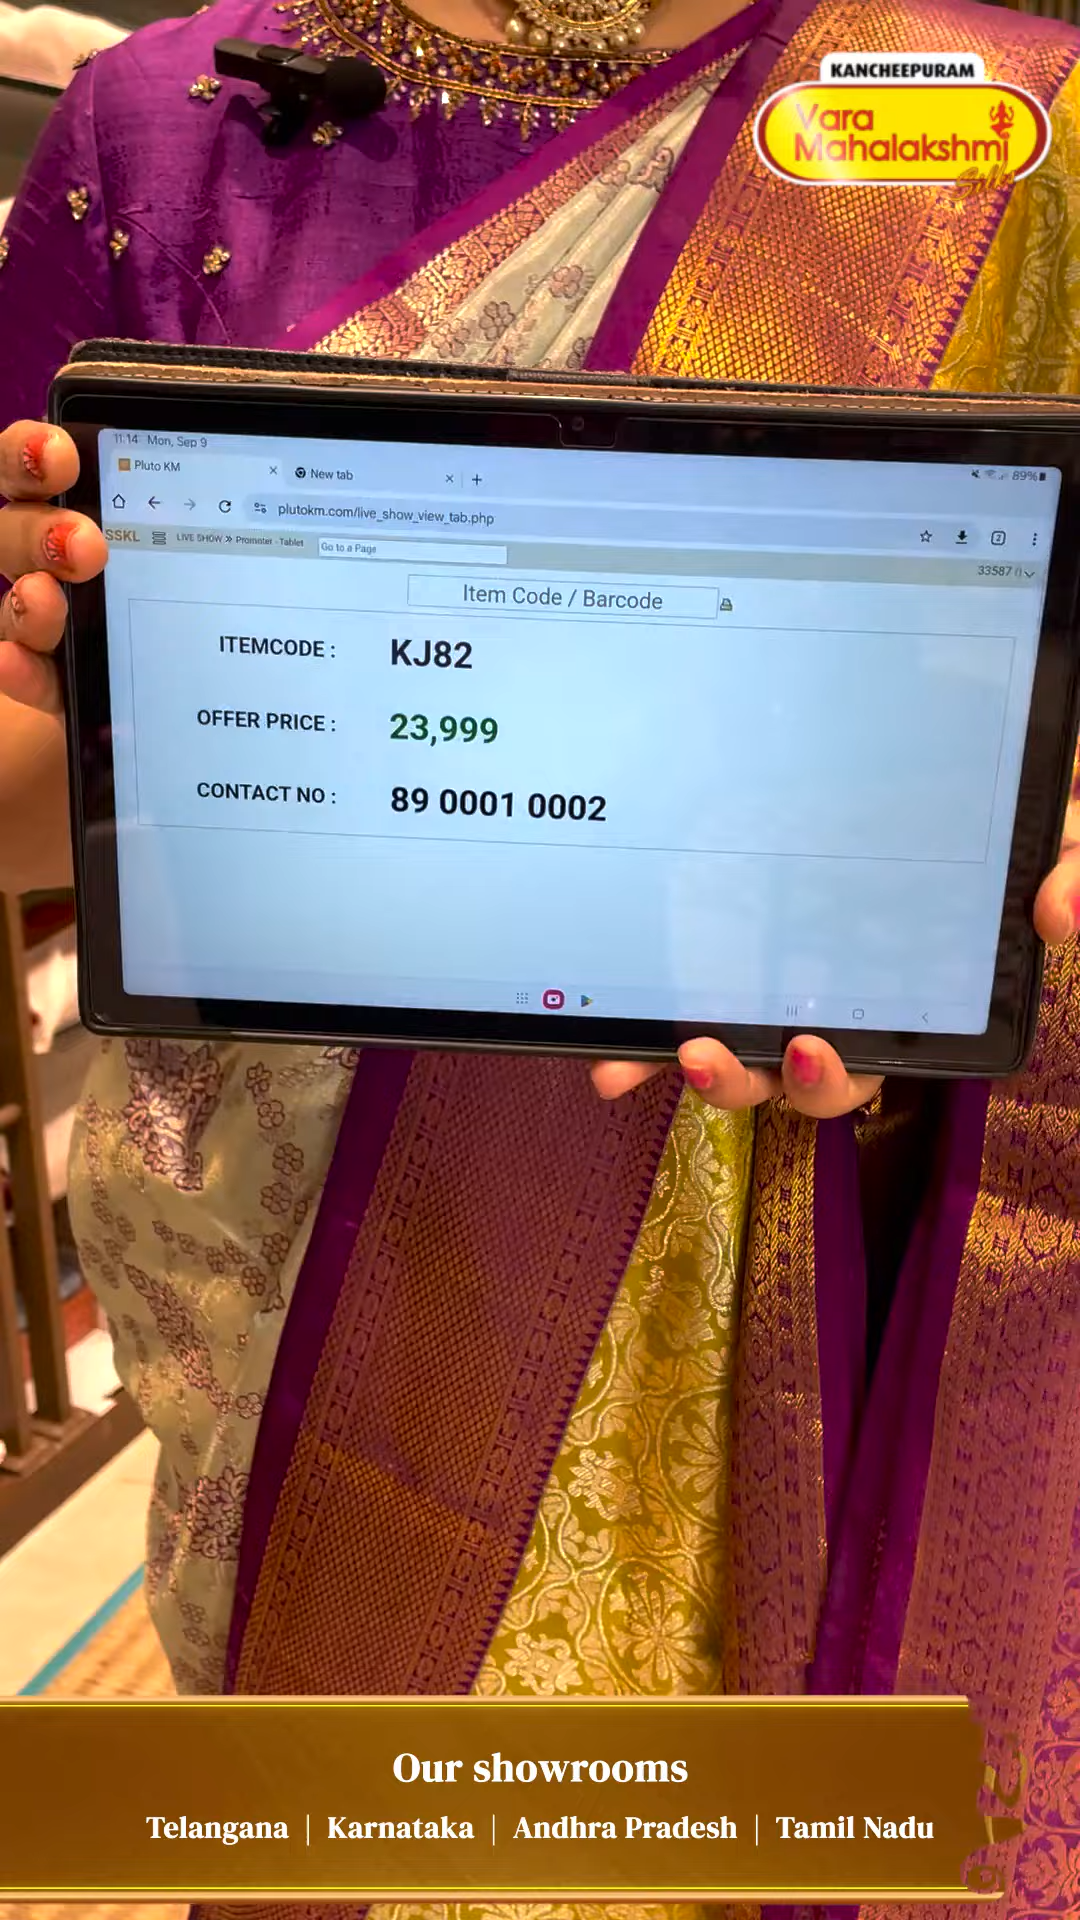 KANCHEEPURAM
Vara
Mahalakshmi
Silks
11:14 Mon, Sep 9
89%
Pluto KM
New tab
plutokm.com/live_show_view_tab.php
2
SSKL
LIVE SHOW » Promoter - Tablet
Go to a Page
33587 ()
Item Code / Barcode
ITEMCODE : KJ82
OFFER PRICE : 23,999
CONTACT NO : 89 0001 0002
Our showrooms
Telangana | Karnataka | Andhra Pradesh | Tamil Nadu